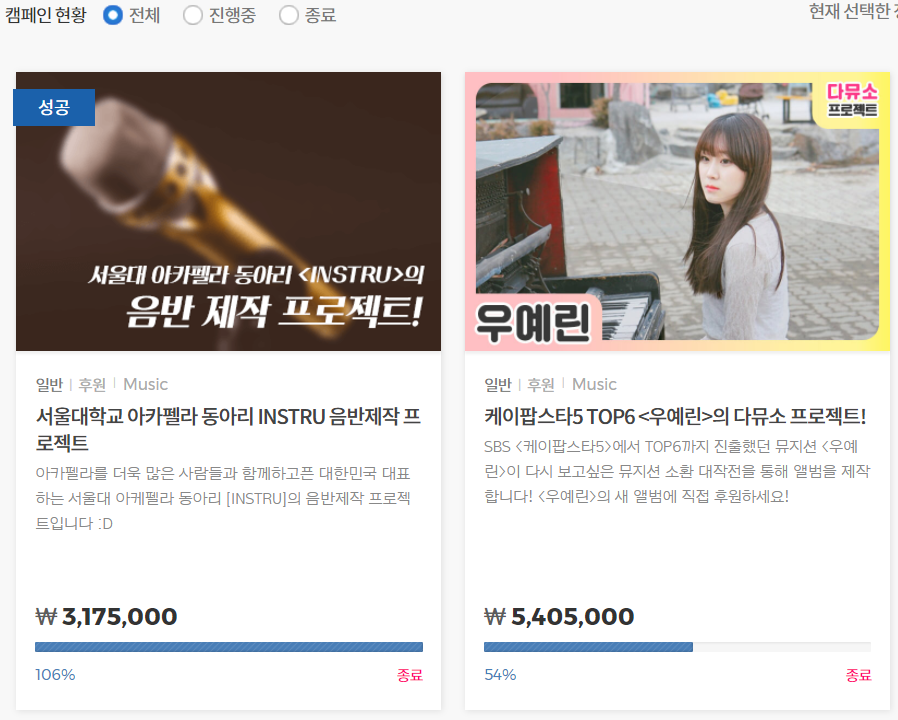 캠페인 현황 전체 진행중 종료
현재 선택한
성공
서울대 아카펠라 동아리 <INSTRU>의
음반 제작 프로젝트!
일반 | 후원 | Music
서울대학교 아카펠라 동아리 INSTRU 음반제작 프
로젝트
아카펠라를 더욱 많은 사람들과 함께하고픈 대한민국 대표
하는 서울대 아케펠라 동아리 [INSTRU]의 음반제작 프로젝
트입니다 :D
₩ 3,175,000
106% 종료
다뮤소
프로젝트
우예린
일반 | 후원 | Music
케이팝스타5 TOP6 <우예린>의 다뮤소 프로젝트!
SBS <케이팝스타5>에서 TOP6까지 진출했던 뮤지션 <우예
린>이 다시 보고싶은 뮤지션 소환 대작전을 통해 앨범을 제작
합니다! <우예린>의 새 앨범에 직접 후원하세요!
₩ 5,405,000
54% 종료